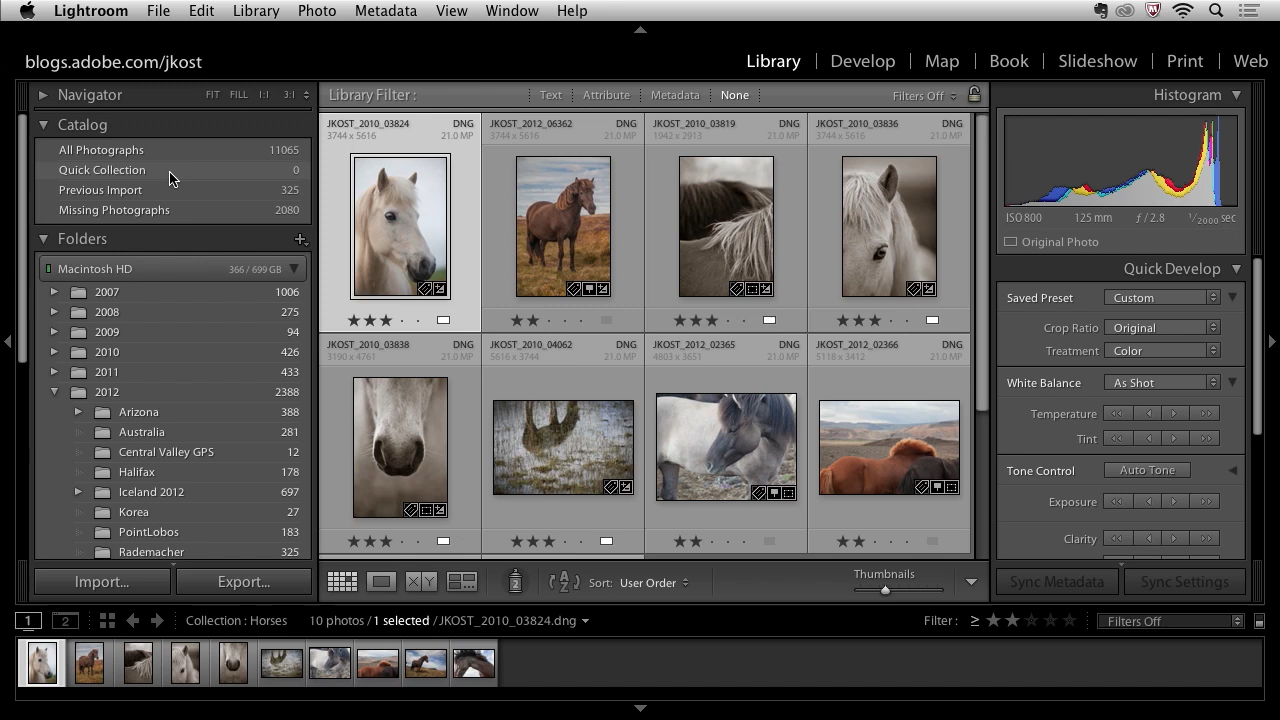 Lightroom File Edit Library Photo Metadata View Window Help
blogs.adobe.com/jkost
Library | Develop | Map | Book | Slideshow | Print | Web
Navigator FIT FILL 1:1 3:1
Catalog
All Photographs 11065
Quick Collection 0
Previous Import 325
Missing Photographs 2080
Folders
Macintosh HD 366 / 699 GB
2007 1006
2008 275
2009 94
2010 426
2011 433
2012 2388
Arizona 388
Australia 281
Central Valley GPS 12
Halifax 178
Iceland 2012 697
Korea 27
PointLobos 183
Rademacher 325
Import... Export...
Library Filter : Text Attribute Metadata None Filters Off
JKOST_2010_03824 DNG
3744 x 5616 21.0 MP
JKOST_2012_06362 DNG
3744 x 5616 21.0 MP
JKOST_2010_03819 DNG
1942 x 2913 21.0 MP
JKOST_2010_03836 DNG
3744 x 5616 21.0 MP
JKOST_2010_03838 DNG
3190 x 4761 21.0 MP
JKOST_2010_04062 DNG
5616 x 3744 21.0 MP
JKOST_2012_02365 DNG
4803 x 3651 21.0 MP
JKOST_2012_02366 DNG
5118 x 3412 21.0 MP
XY 2 AZ Sort: User Order Thumbnails
Histogram
ISO 800 125 mm ƒ / 2.8 1/2000 sec
Original Photo
Quick Develop
Saved Preset Custom
Crop Ratio Original
Treatment Color
White Balance As Shot
Temperature
Tint
Tone Control Auto Tone
Exposure
Clarity
Sync Metadata Sync Settings
1 2 Collection : Horses 10 photos / 1 selected / JKOST_2010_03824.dng Filter : ≥ Filters Off